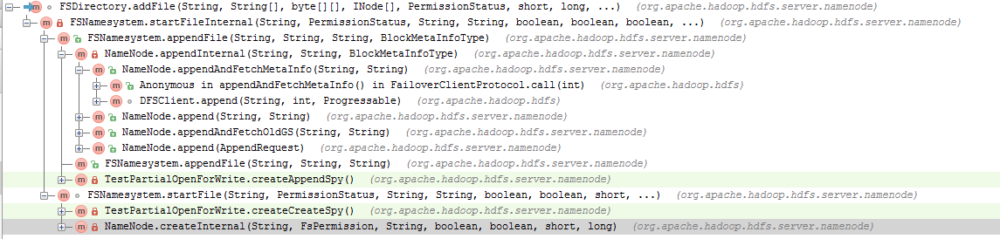 FSDirectory.addFile(String, String[], byte[][], INode[], PermissionStatus, short, long, ...) (org.apache.hadoop.hdfs.server.namenode)
FSNamesystem.startFileInternal(String, PermissionStatus, String, String, boolean, boolean, boolean, ...) (org.apache.hadoop.hdfs.server.namenode)
FSNamesystem.appendFile(String, String, String, BlockMetaInfoType) (org.apache.hadoop.hdfs.server.namenode)
NameNode.appendInternal(String, String, BlockMetaInfoType) (org.apache.hadoop.hdfs.server.namenode)
NameNode.appendAndFetchMetaInfo(String, String) (org.apache.hadoop.hdfs.server.namenode)
Anonymous in appendAndFetchMetaInfo() in FailoverClientProtocol.call(int) (org.apache.hadoop.hdfs)
DFSClient.append(String, int, Progressable) (org.apache.hadoop.hdfs)
NameNode.append(String, String) (org.apache.hadoop.hdfs.server.namenode)
NameNode.appendAndFetchOldGS(String, String) (org.apache.hadoop.hdfs.server.namenode)
NameNode.append(AppendRequest) (org.apache.hadoop.hdfs.server.namenode)
FSNamesystem.appendFile(String, String, String) (org.apache.hadoop.hdfs.server.namenode)
TestPartialOpenForWrite.createAppendSpy() (org.apache.hadoop.hdfs.server.namenode)
FSNamesystem.startFile(String, PermissionStatus, String, String, boolean, boolean, short, ...) (org.apache.hadoop.hdfs.server.namenode)
TestPartialOpenForWrite.createCreateSpy() (org.apache.hadoop.hdfs.server.namenode)
NameNode.createInternal(String, FsPermission, String, boolean, boolean, short, long) (org.apache.hadoop.hdfs.server.namenode)